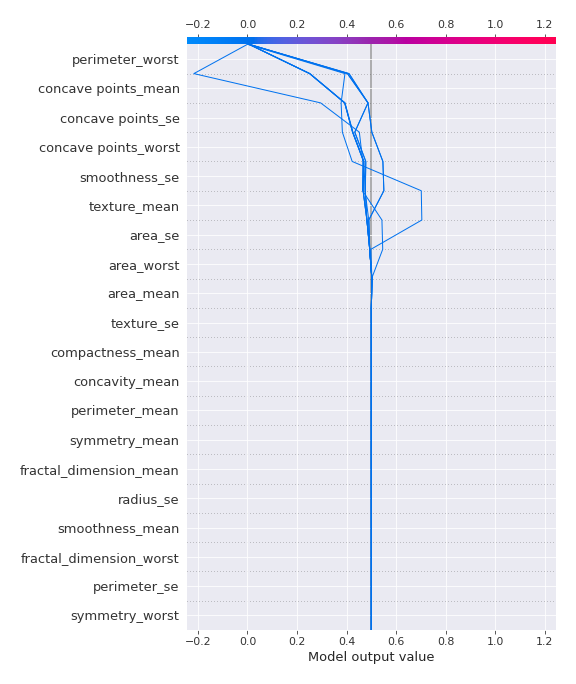 −0.2 0.0 0.2 0.4 0.6 0.8 1.0 1.2
perimeter_worst
concave points_mean
concave points_se
concave points_worst
smoothness_se
texture_mean
area_se
area_worst
area_mean
texture_se
compactness_mean
concavity_mean
perimeter_mean
symmetry_mean
fractal_dimension_mean
radius_se
smoothness_mean
fractal_dimension_worst
perimeter_se
symmetry_worst
−0.2 0.0 0.2 0.4 0.6 0.8 1.0 1.2
Model output value